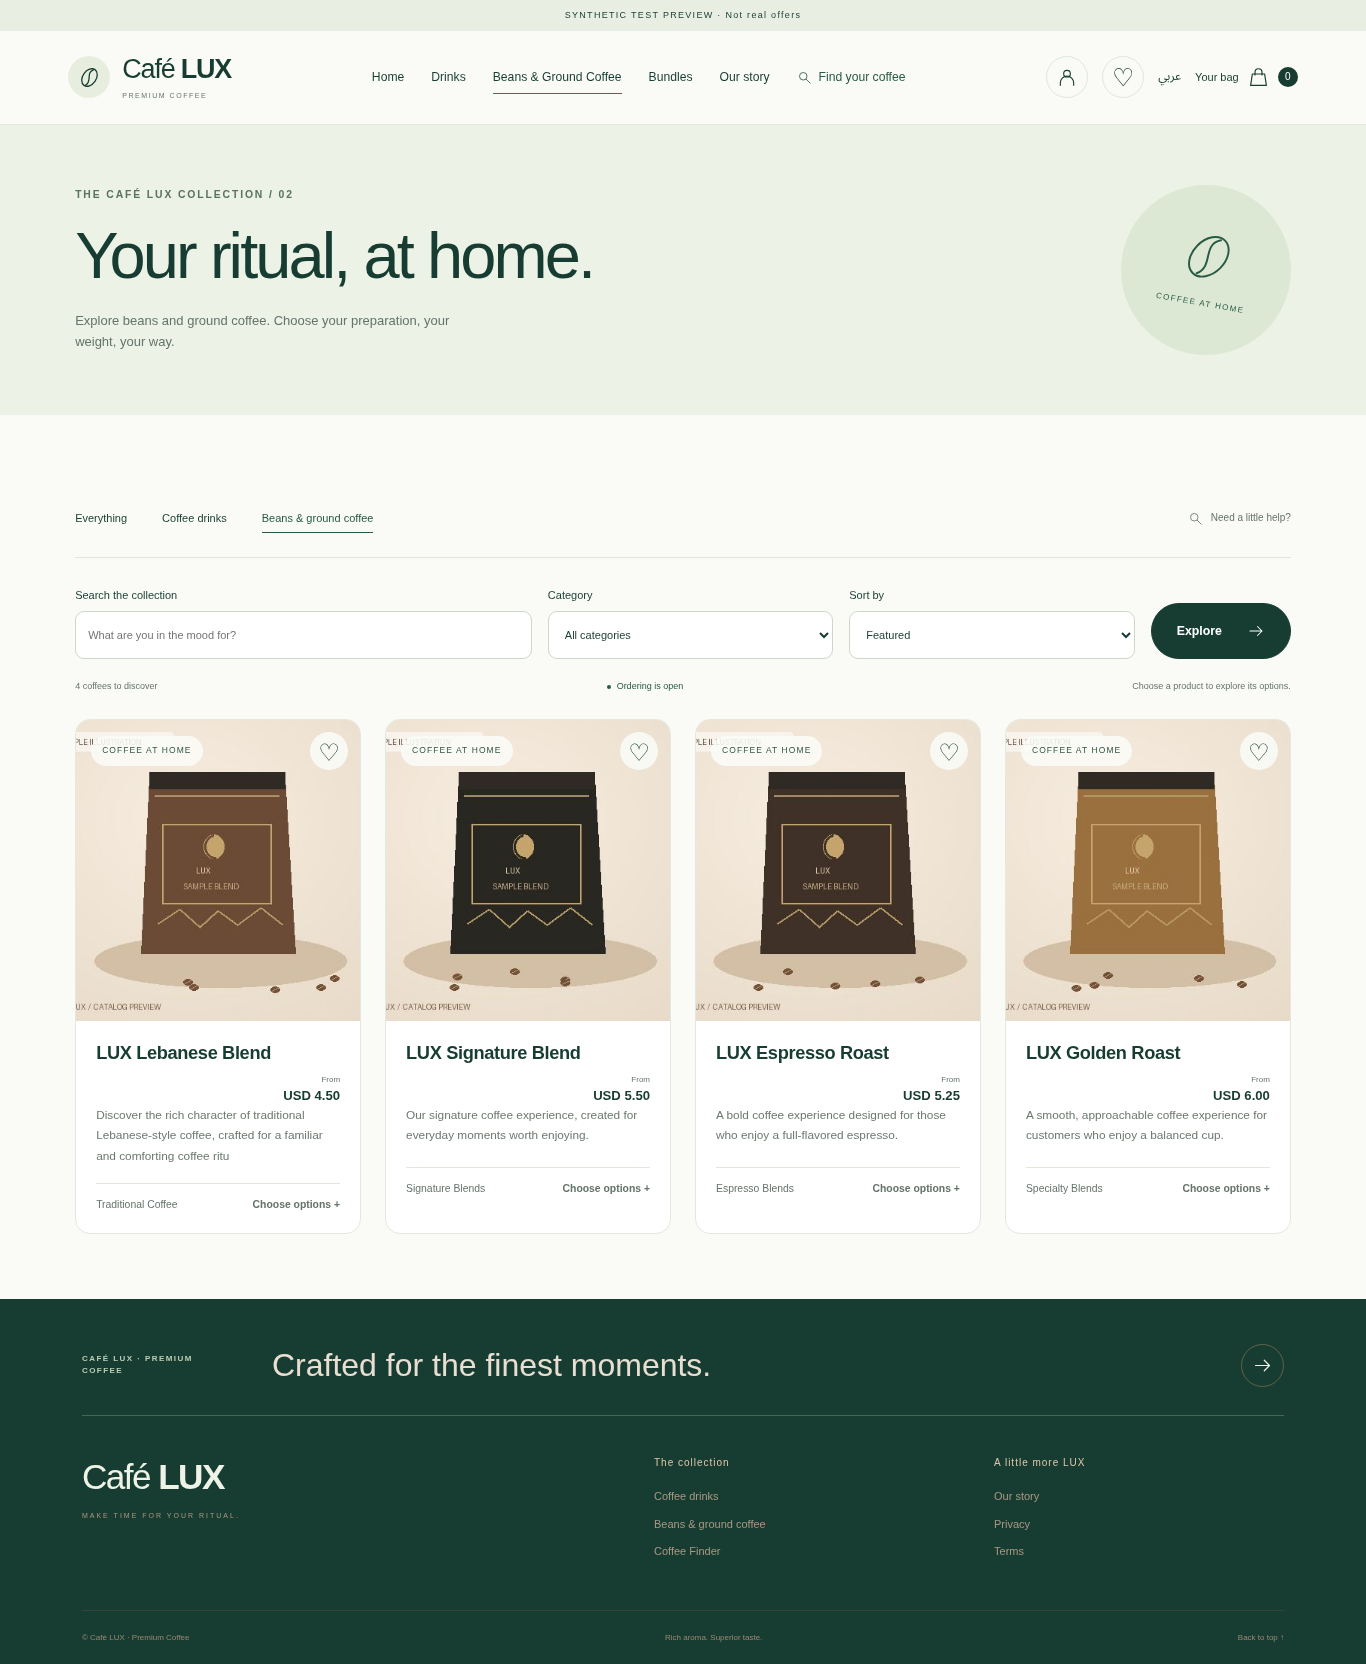 SYNTHETIC TEST PREVIEW · Not real offers
Café LUX
PREMIUM COFFEE
Home
Drinks
Beans & Ground Coffee
Bundles
Our story
Find your coffee
عربي
Your bag
0
THE CAFÉ LUX COLLECTION / 02
Your ritual, at home.
Explore beans and ground coffee. Choose your preparation, your
weight, your way.
COFFEE AT HOME
Everything
Coffee drinks
Beans & ground coffee
Need a little help?
Search the collection
Category
Sort by
What are you in the mood for?
All categories
Featured
Explore
4 coffees to discover
Ordering is open
Choose a product to explore its options.
COFFEE AT HOME
LUX
SAMPLE BLEND
UX / CATALOG PREVIEW
LUX Lebanese Blend
From
USD 4.50
Discover the rich character of traditional
Lebanese-style coffee, crafted for a familiar
and comforting coffee ritu
Traditional Coffee
Choose options +
COFFEE AT HOME
LUX
SAMPLE BLEND
UX / CATALOG PREVIEW
LUX Signature Blend
From
USD 5.50
Our signature coffee experience, created for
everyday moments worth enjoying.
Signature Blends
Choose options +
COFFEE AT HOME
LUX
SAMPLE BLEND
UX / CATALOG PREVIEW
LUX Espresso Roast
From
USD 5.25
A bold coffee experience designed for those
who enjoy a full-flavored espresso.
Espresso Blends
Choose options +
COFFEE AT HOME
LUX
SAMPLE BLEND
UX / CATALOG PREVIEW
LUX Golden Roast
From
USD 6.00
A smooth, approachable coffee experience for
customers who enjoy a balanced cup.
Specialty Blends
Choose options +
CAFÉ LUX · PREMIUM
COFFEE
Crafted for the finest moments.
Café LUX
MAKE TIME FOR YOUR RITUAL.
The collection
Coffee drinks
Beans & ground coffee
Coffee Finder
A little more LUX
Our story
Privacy
Terms
© Café LUX · Premium Coffee
Rich aroma. Superior taste.
Back to top ↑